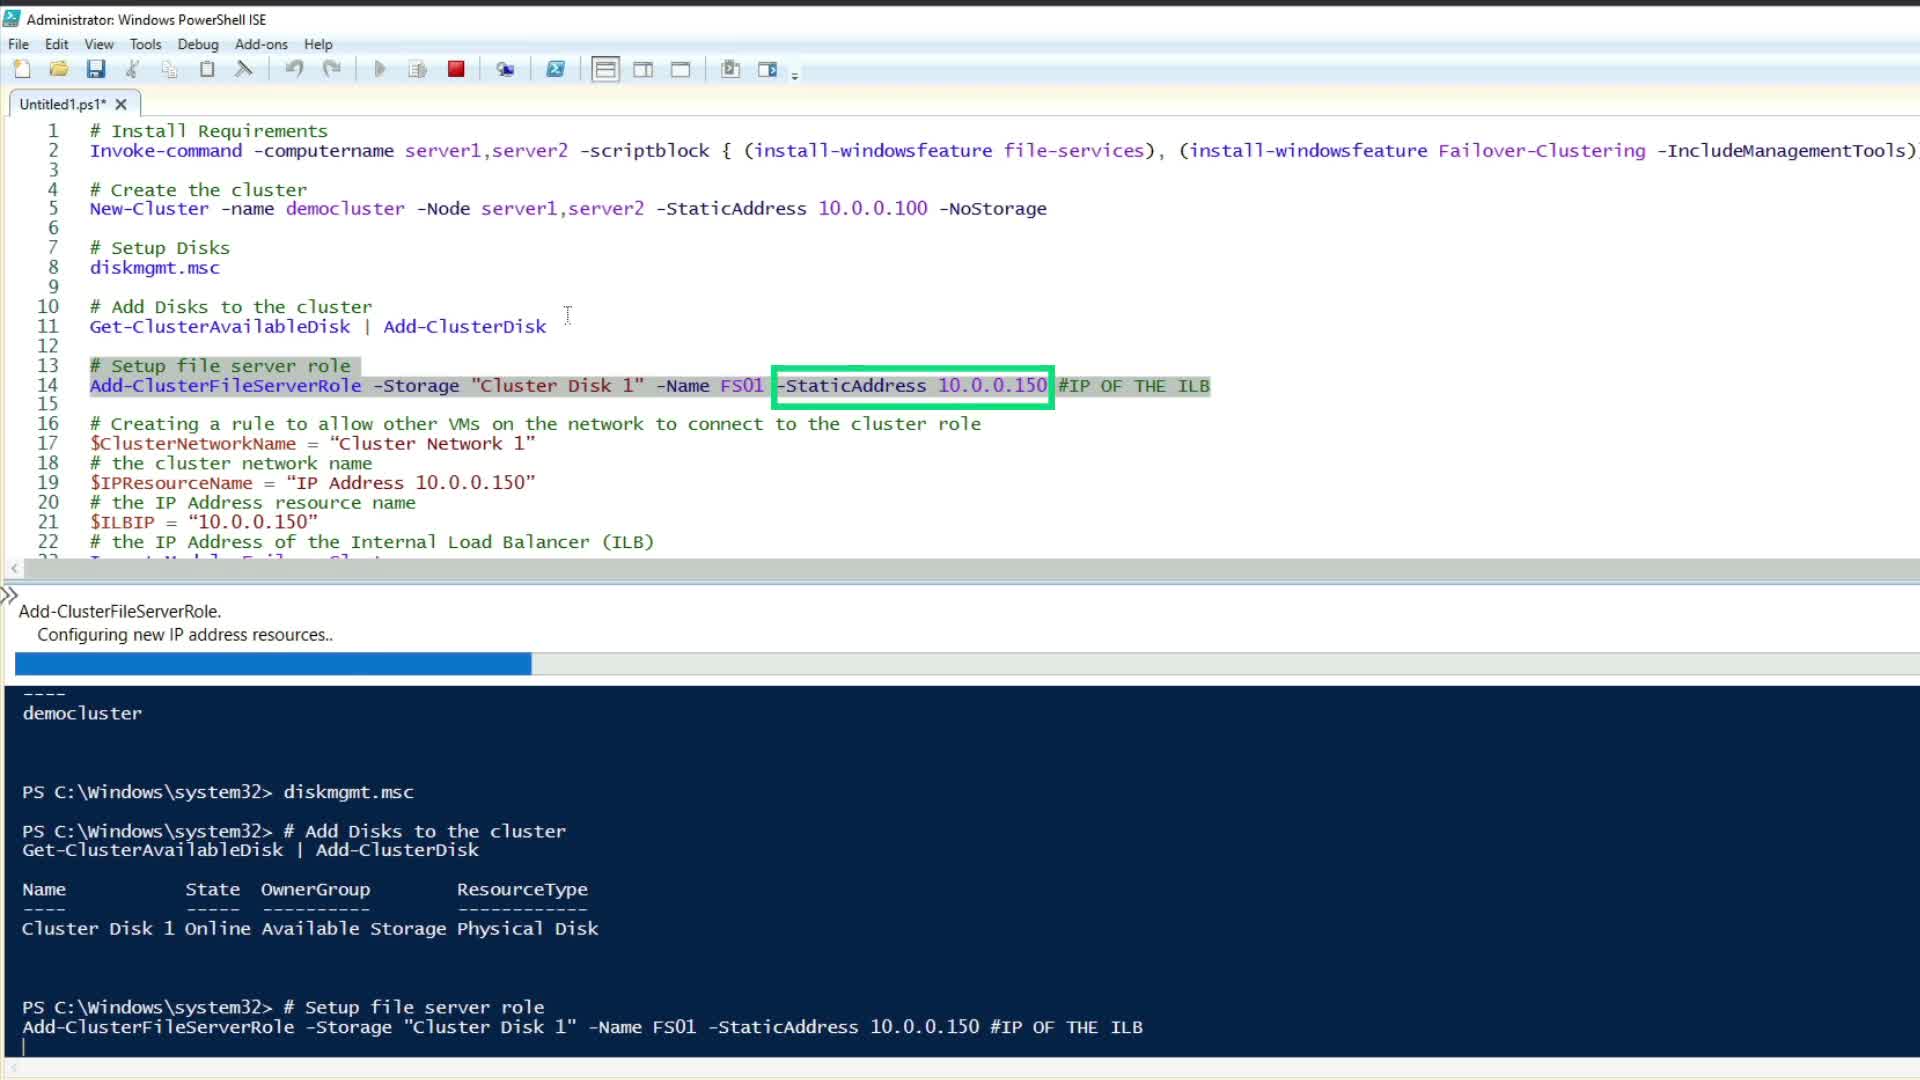 Administrator: Windows PowerShell ISE
File Edit View Tools Debug Add-ons Help
Untitled1.ps1*
1 # Install Requirements
2 Invoke-command -computername server1,server2 -scriptblock { (install-windowsfeature file-services), (install-windowsfeature Failover-Clustering -IncludeManagementTools)
3
4 # Create the cluster
5 New-Cluster -name democluster -Node server1,server2 -StaticAddress 10.0.0.100 -NoStorage
6
7 # Setup Disks
8 diskmgmt.msc
9
10 # Add Disks to the cluster
11 Get-ClusterAvailableDisk | Add-ClusterDisk
12
13 # Setup file server role
14 Add-ClusterFileServerRole -Storage "Cluster Disk 1" -Name FS01 -StaticAddress 10.0.0.150 #IP OF THE ILB
15
16 # Creating a rule to allow other VMs on the network to connect to the cluster role
17 $ClusterNetworkName = “Cluster Network 1”
18 # the cluster network name
19 $IPResourceName = “IP Address 10.0.0.150”
20 # the IP Address resource name
21 $ILBIP = “10.0.0.150”
22 # the IP Address of the Internal Load Balancer (ILB)
Add-ClusterFileServerRole.
Configuring new IP address resources..
----
democluster
PS C:\Windows\system32> diskmgmt.msc
PS C:\Windows\system32> # Add Disks to the cluster
Get-ClusterAvailableDisk | Add-ClusterDisk
Name State OwnerGroup ResourceType
---- ----- ---------- ------------
Cluster Disk 1 Online Available Storage Physical Disk
PS C:\Windows\system32> # Setup file server role
Add-ClusterFileServerRole -Storage "Cluster Disk 1" -Name FS01 -StaticAddress 10.0.0.150 #IP OF THE ILB